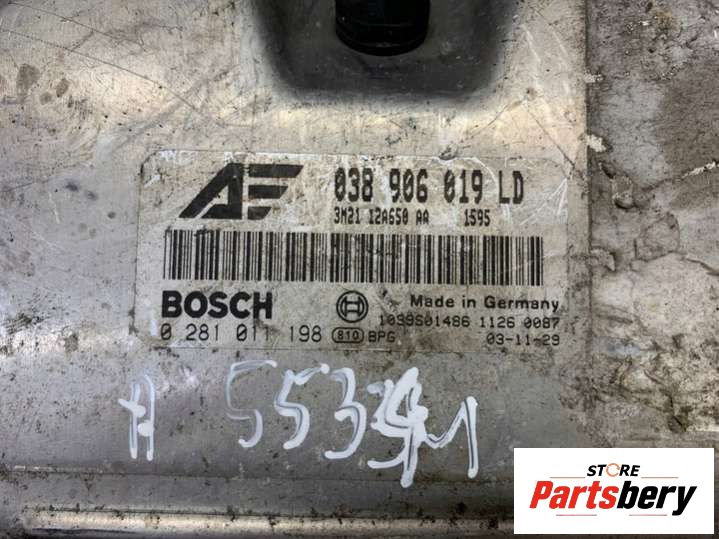 AF 038 906 019 LD
3M21 12A650 AA 1595
BOSCH Made in Germany
1039S01486 1126 0087
0 281 011 198 810 BPG 03-11-29
A
STORE
Partsbery